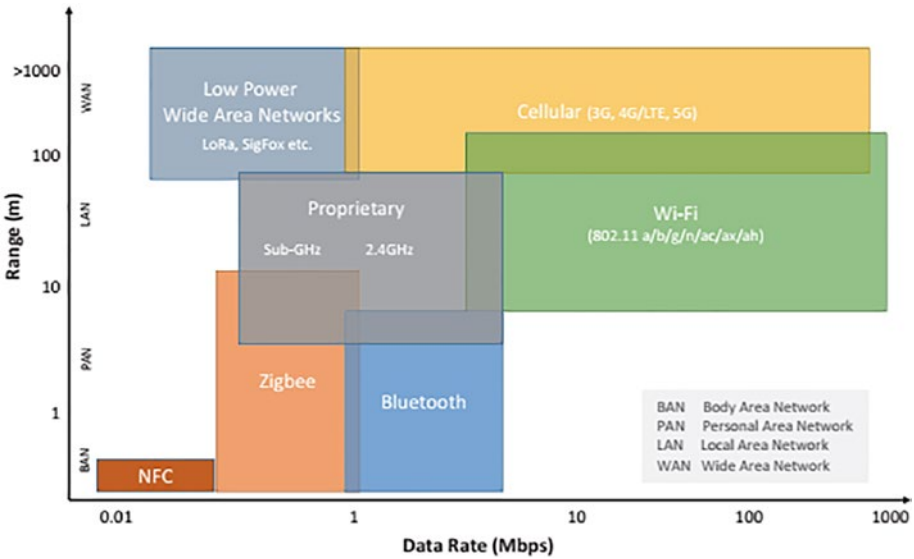 >1000
100
10
1
Range (m)
WAN
LAN
PAN
BAN
Low Power
Wide Area Networks
LoRa, SigFox etc.
Cellular (3G, 4G/LTE, 5G)
Proprietary
Sub-GHz 2.4GHz
Wi-Fi
(802.11 a/b/g/n/ac/ax/ah)
Zigbee
Bluetooth
NFC
BAN Body Area Network
PAN Personal Area Network
LAN Local Area Network
WAN Wide Area Network
0.01 1 10 100 1000
Data Rate (Mbps)